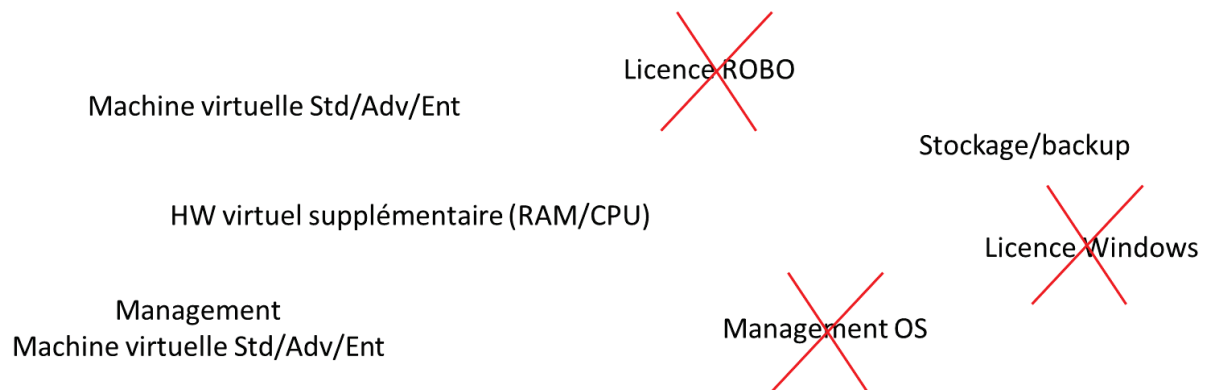 Licence ROBO
Machine virtuelle Std/Adv/Ent
Stockage/backup
HW virtuel supplémentaire (RAM/CPU)
Licence Windows
Management
Machine virtuelle Std/Adv/Ent
Management OS